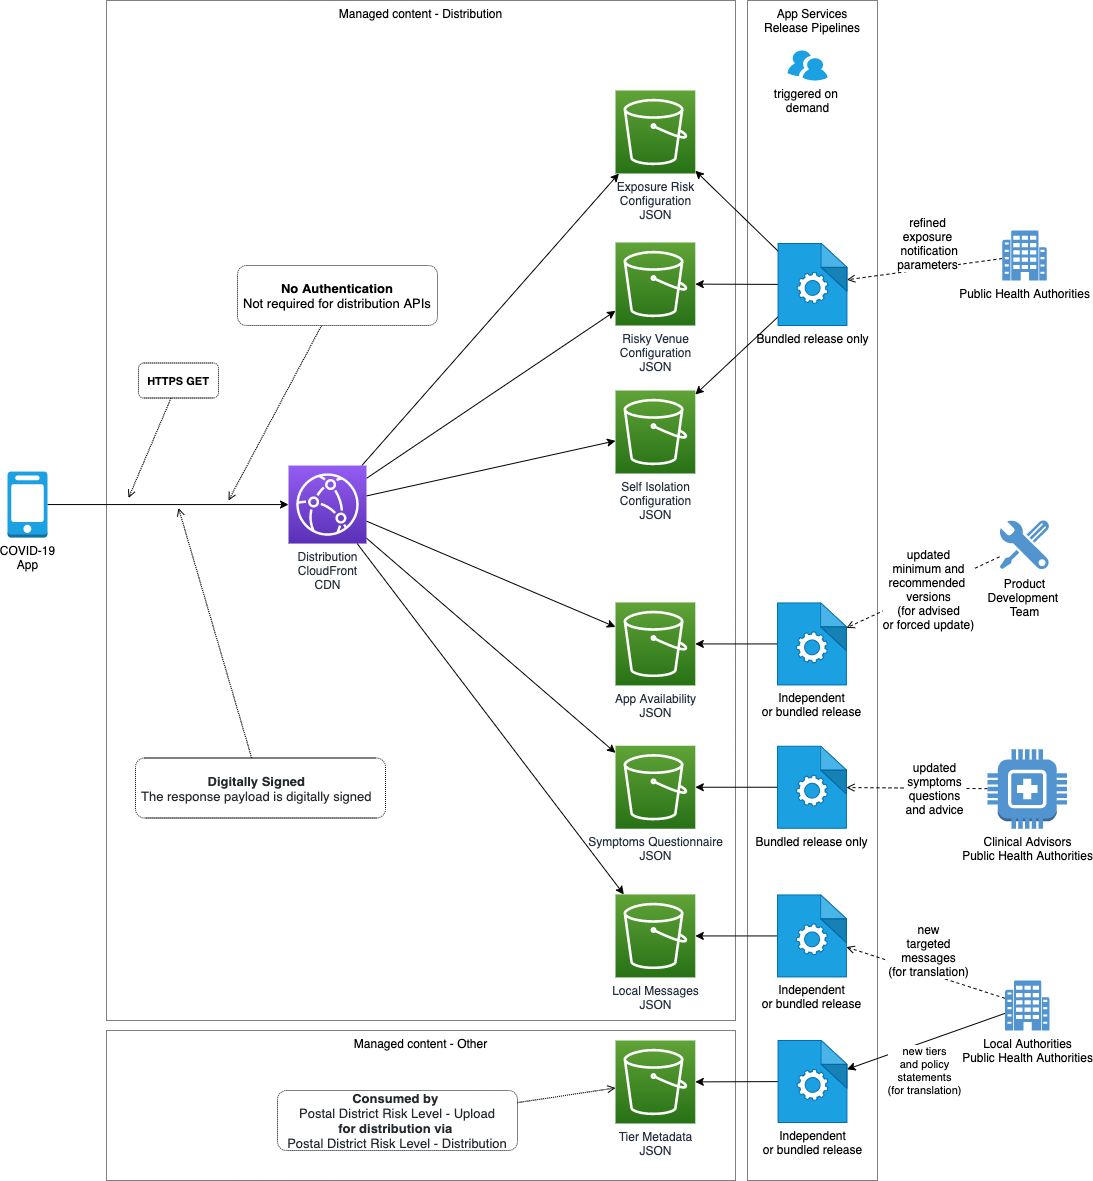 Managed content - Distribution
App Services
Release Pipelines
triggered on
demand
Exposure Risk
Configuration
JSON
refined
exposure
notification
parameters
Public Health Authorities
No Authentication
Not required for distribution APIs
Risky Venue
Configuration
JSON
Bundled release only
HTTPS GET
Self Isolation
Configuration
JSON
COVID-19
App
Distribution
CloudFront
CDN
updated
minimum and
recommended
versions
(for advised
or forced update)
Product
Development
Team
App Availability
JSON
Independent
or bundled release
Digitally Signed
The response payload is digitally signed
updated
symptoms
questions
and advice
Symptoms Questionnaire
JSON
Bundled release only
Clinical Advisors
Public Health Authorities
new
targeted
messages
(for translation)
Local Messages
JSON
Independent
or bundled release
Local Authorities
Public Health Authorities
Managed content - Other
new tiers
and policy
statements
(for translation)
Consumed by
Postal District Risk Level - Upload
for distribution via
Postal District Risk Level - Distribution
Tier Metadata
JSON
Independent
or bundled release